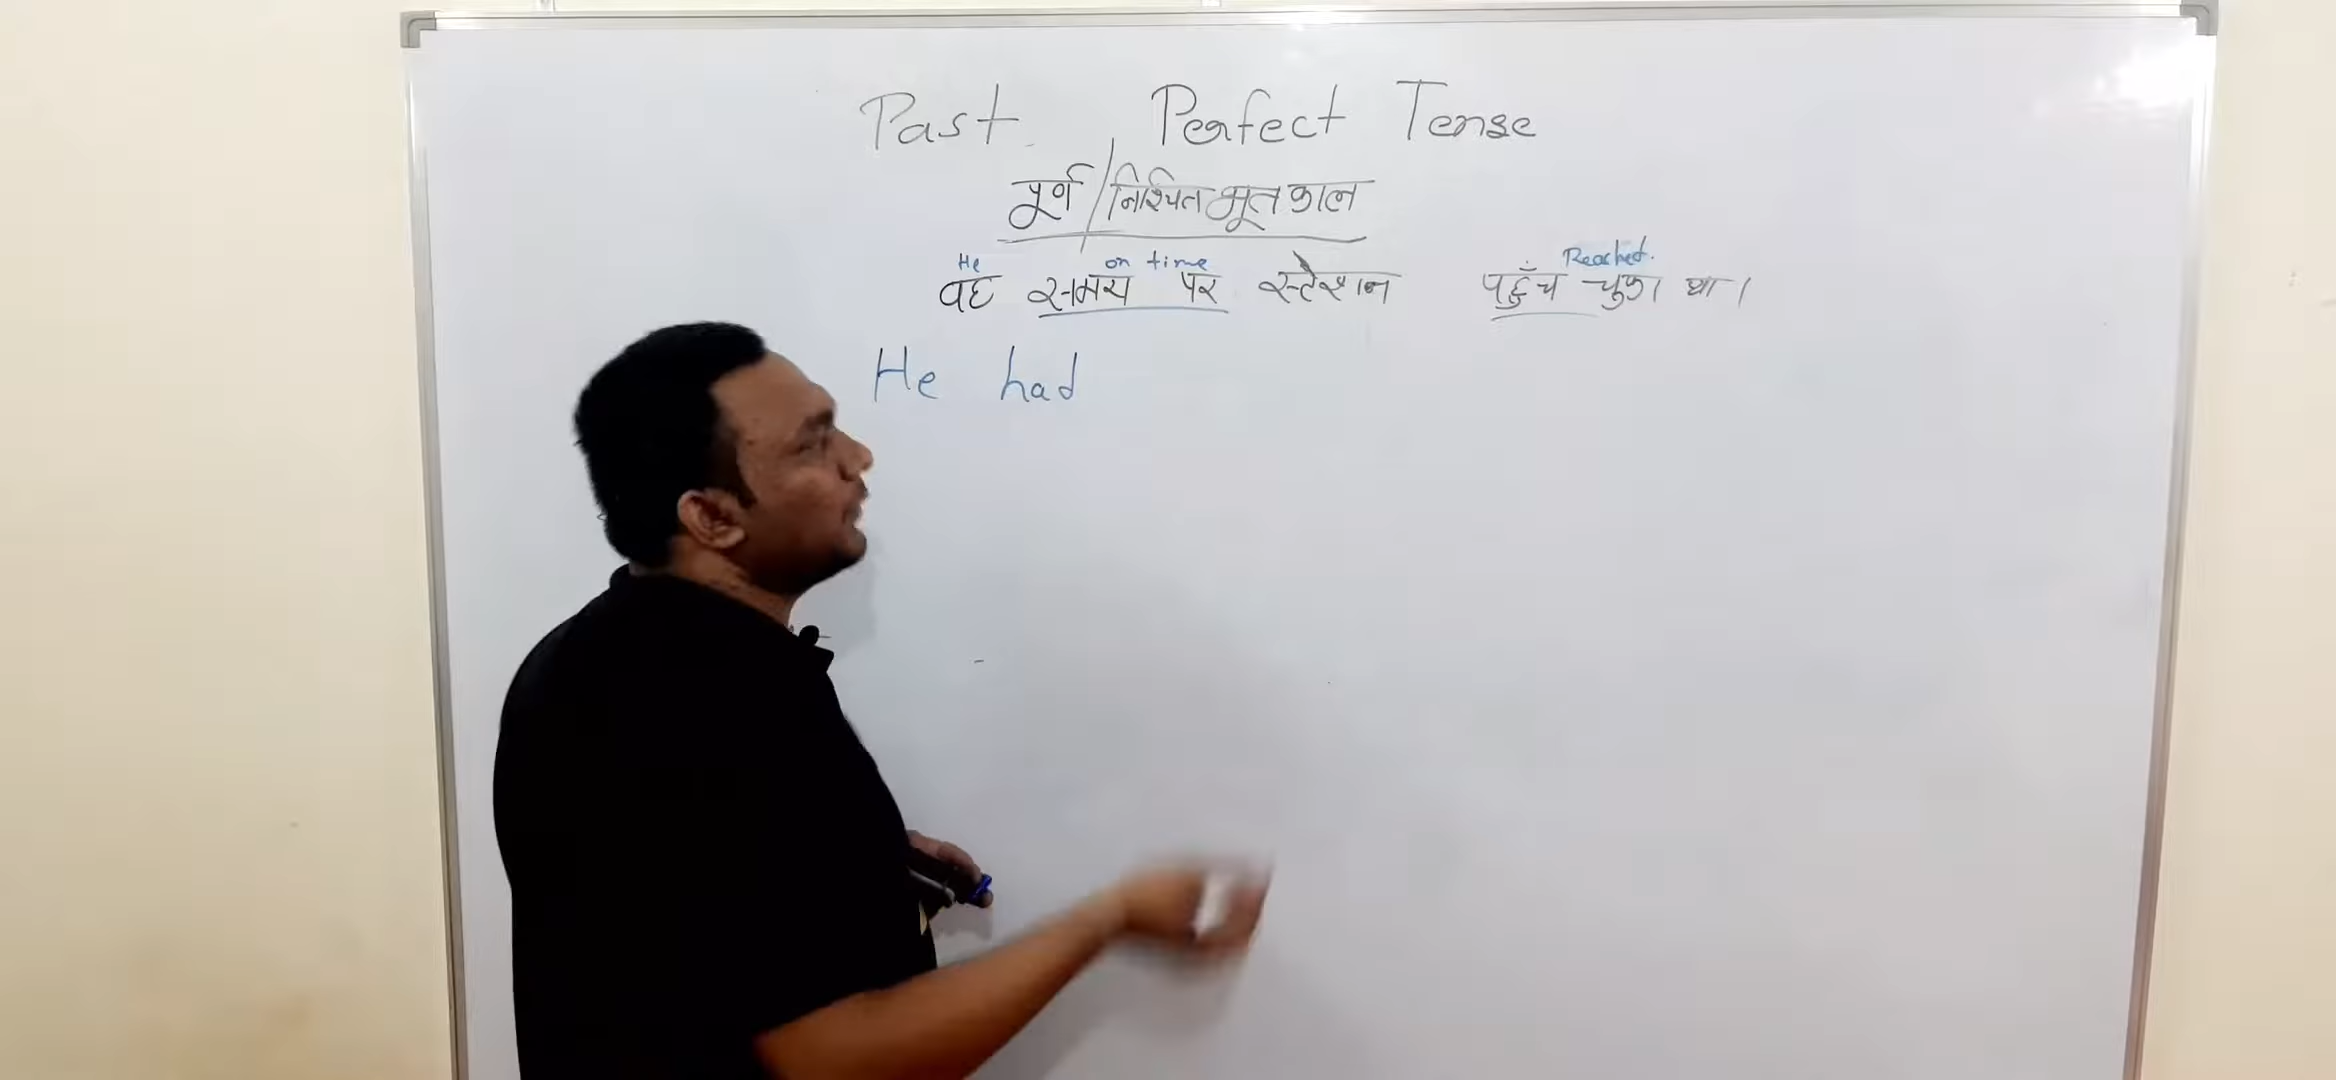 Past Perfect Tense
पूर्ण/निश्चित भूतकाल
He on time Reached.
वह समय पर स्टेशन पहुँच चुका था।
He had